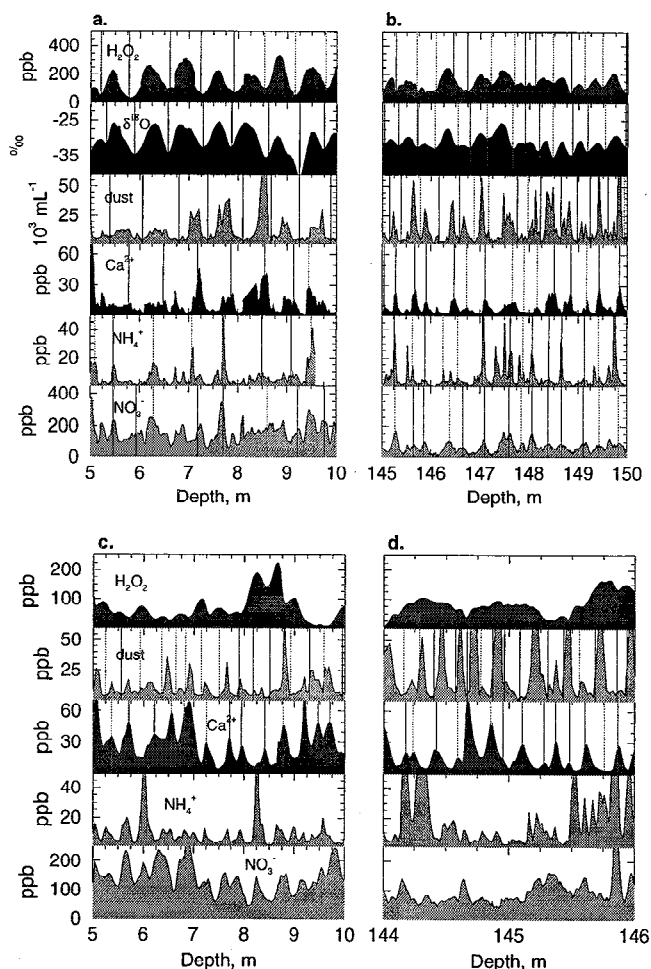 a.
b.
400
200
0
ppb
H₂O₂
-25
-35
‰
δ¹⁸O
50
25
10³ mL⁻¹
dust
60
30
ppb
Ca²⁺
40
20
ppb
NH₄⁺
400
200
0
ppb
NO₃⁻
5 6 7 8 9 10
145 146 147 148 149 150
Depth, m
Depth, m
c.
d.
200
100
ppb
H₂O₂
50
25
ppb
dust
60
30
ppb
Ca²⁺
40
20
ppb
NH₄⁺
200
100
0
ppb
NO₃⁻
5 6 7 8 9 10
144 145 146
Depth, m
Depth, m